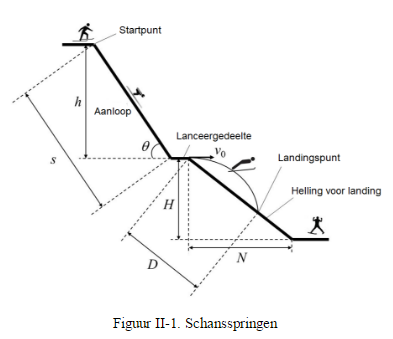 Startpunt
h
Aanloop
Lanceergedeelte
θ
v₀
s
Landingspunt
Helling voor landing
H
D
N
Figuur II-1. Schansspringen